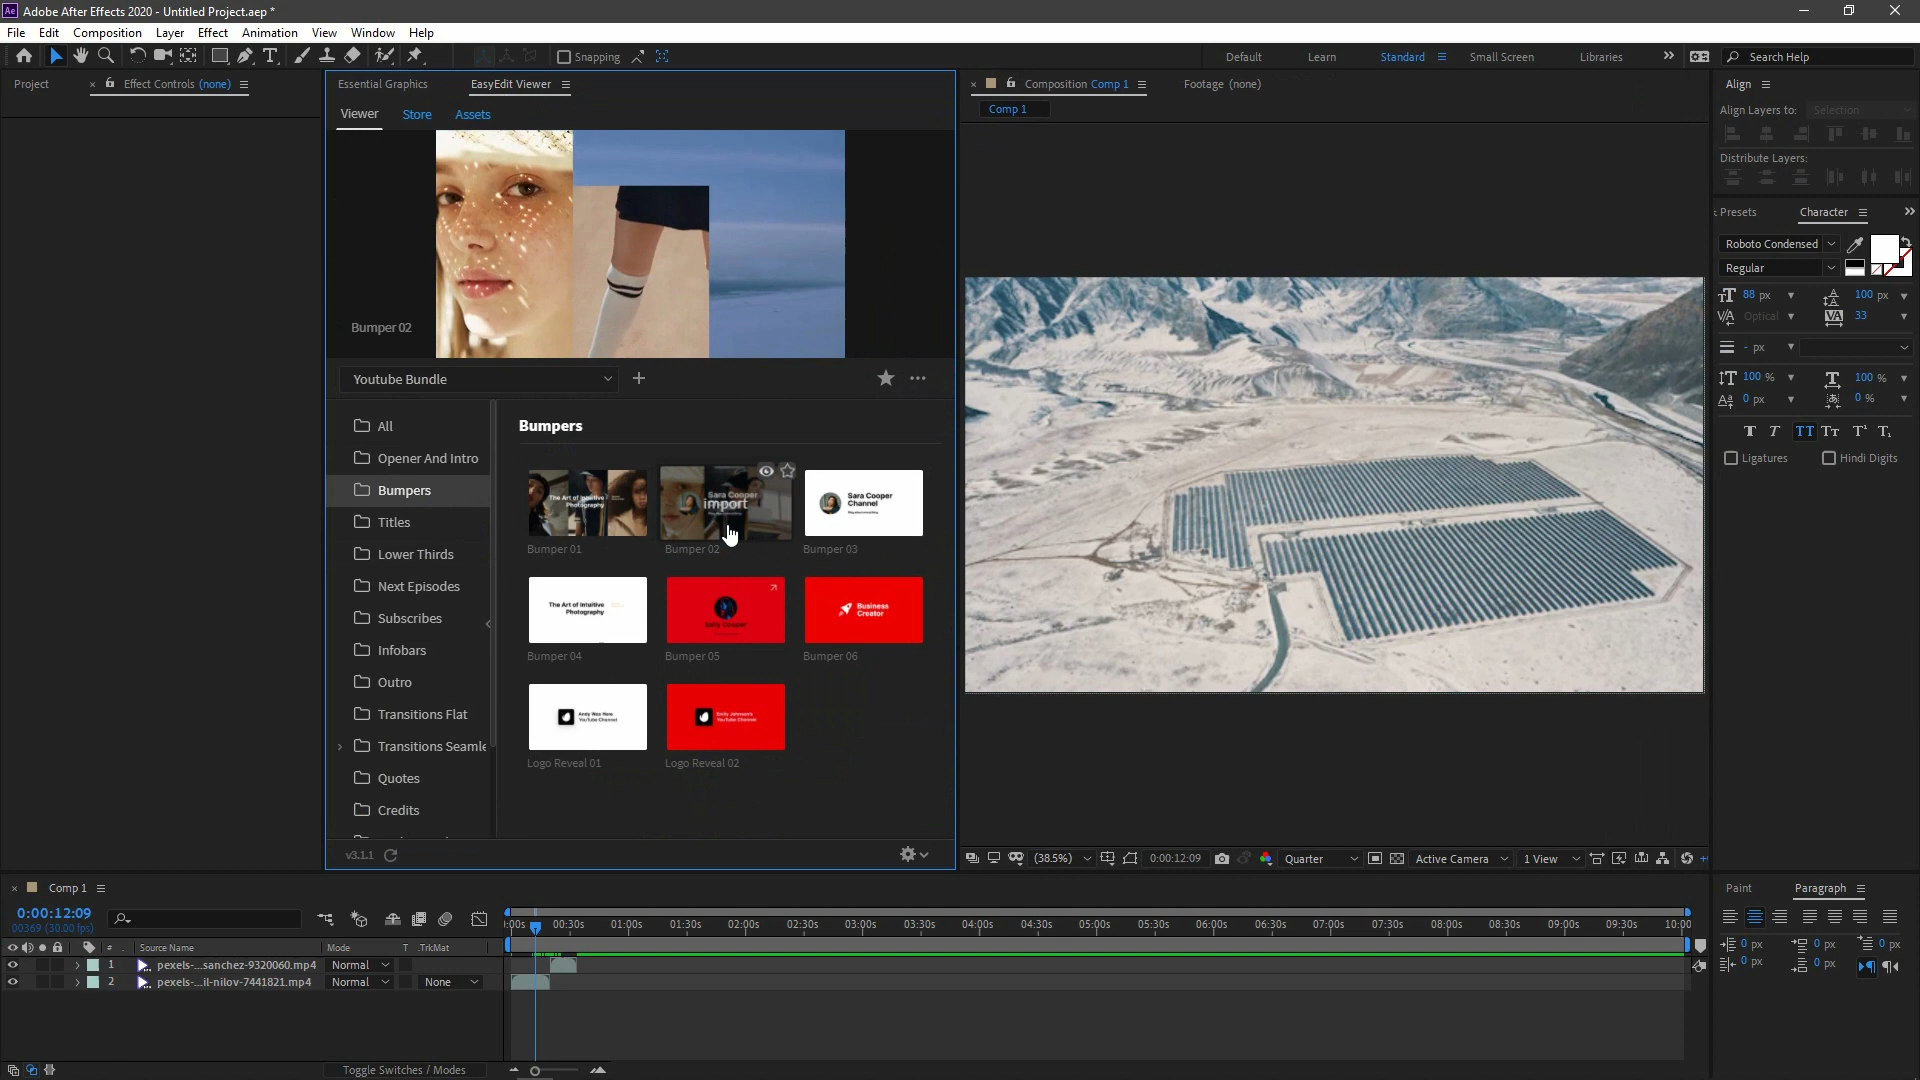 Ae Adobe After Effects 2020 - Untitled Project.aep *
File Edit Composition Layer Effect Animation View Window Help
Snapping
Default Learn Standard Small Screen Libraries Search Help
Project Effect Controls (none)
Essential Graphics EasyEdit Viewer
Composition Comp 1 Footage (none)
Align
Viewer Store Assets
Comp 1
Align Layers to: Selection
Distribute Layers:
Bumper 02
Presets Character
Roboto Condensed
Regular
88 px 100 px
Optical 33
- px
100 % 100 %
0 px 0 %
Ligatures Hindi Digits
Youtube Bundle
All
Opener And Intro
Bumpers
Titles
Lower Thirds
Next Episodes
Subscribes
Infobars
Outro
Transitions Flat
Transitions Seamle
Quotes
Credits
Bumpers
The Art of Intuitive
Photography
Sara Cooper
import
Sara Cooper
Channel
Bumper 01 Bumper 02 Bumper 03
The Art of Intuitive
Photography
Sally Cooper
Business
Creator
Bumper 04 Bumper 05 Bumper 06
Andy Was Here
YouTube Channel
Emily Johnson's
YouTube Channel
Logo Reveal 01 Logo Reveal 02
v3.1.1
(38.5%) 0:00:12:09 Quarter Active Camera 1 View
Comp 1
0:00:12:09
00369 (30.00 fps)
:00s 00:30s 01:00s 01:30s 02:00s 02:30s 03:00s 03:30s 04:00s 04:30s 05:00s 05:30s 06:00s 06:30s 07:00s 07:30s 08:00s 08:30s 09:00s 09:30s 10:00
# Source Name Mode T .TrkMat
1 pexels-...sanchez-9320060.mp4 Normal
2 pexels-...il-nilov-7441821.mp4 Normal None
Toggle Switches / Modes
Paint Paragraph
0 px 0 px 0 px
0 px 0 px